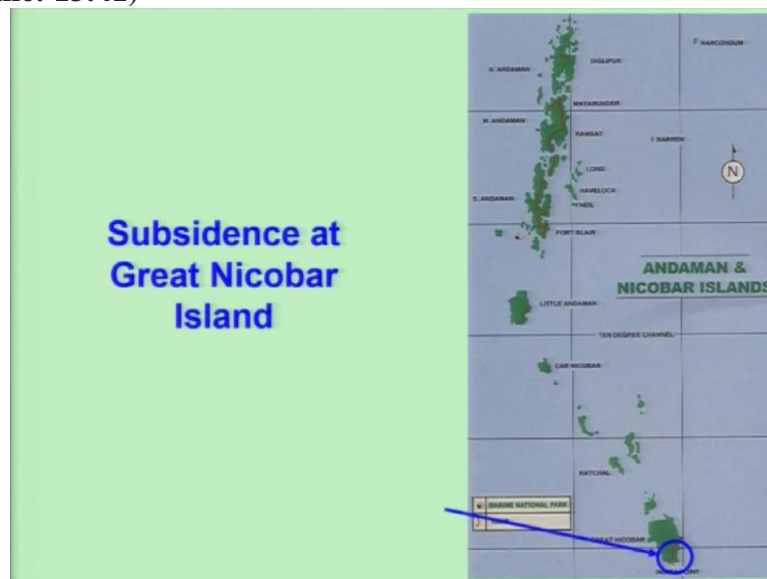 Subsidence at
Great Nicobar
Island
NARCONDUM
DIGLIPUR
N. ANDAMAN
MAYABUNDER
M. ANDAMAN
RANGAT
LONG
HAVELOCK
NEIL
S. ANDAMAN
PORT BLAIR
N
ANDAMAN &
NICOBAR ISLANDS
LITTLE ANDAMAN
TEN DEGREE CHANNEL
CAR NICOBAR
KATCHAL
MARINE NATIONAL PARK
GREAT NICOBAR